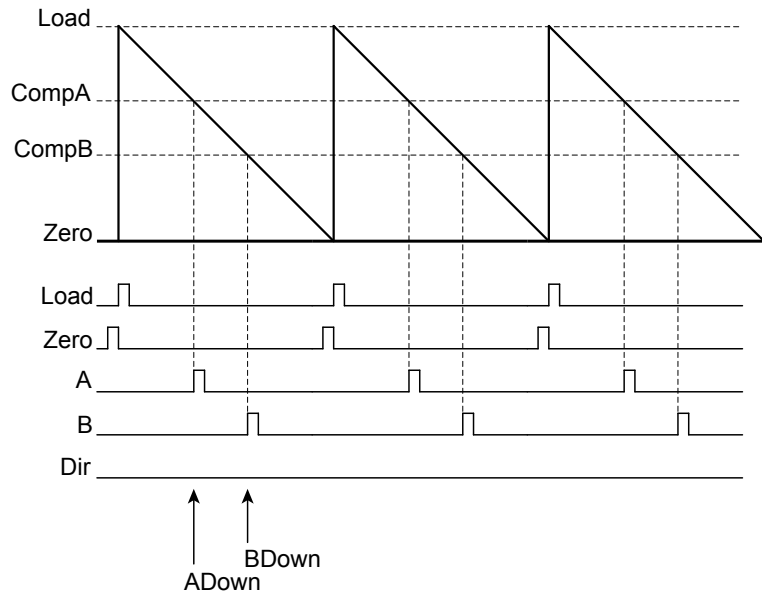 Load
CompA
CompB
Zero
Load
Zero
A
B
Dir
BDown
ADown